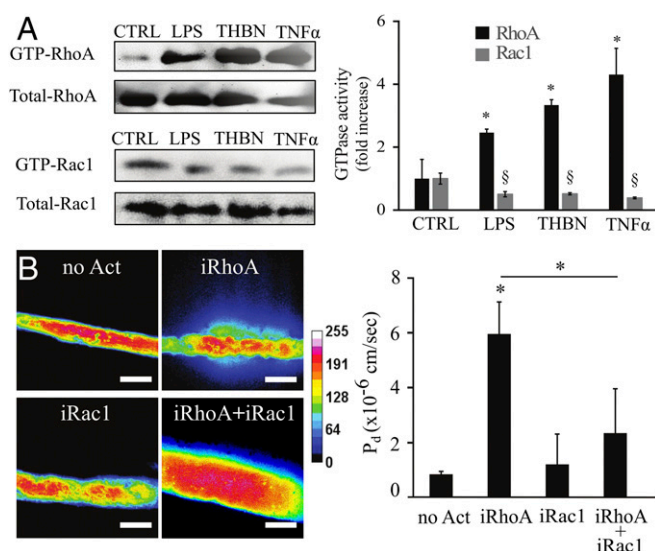 A
CTRL LPS THBN TNFα
GTP-RhoA
Total-RhoA
CTRL LPS THBN TNFα
GTP-Rac1
Total-Rac1
GTPase activity
(fold increase)
6
4
2
0
RhoA
Rac1
* * *
§ § §
CTRL LPS THBN TNFα
B
no Act iRhoA
iRac1 iRhoA+iRac1
255
191
128
64
0
Pd (x10-6 cm/sec)
8
6
4
2
0
* *
no Act iRhoA iRac1 iRhoA
+
iRac1